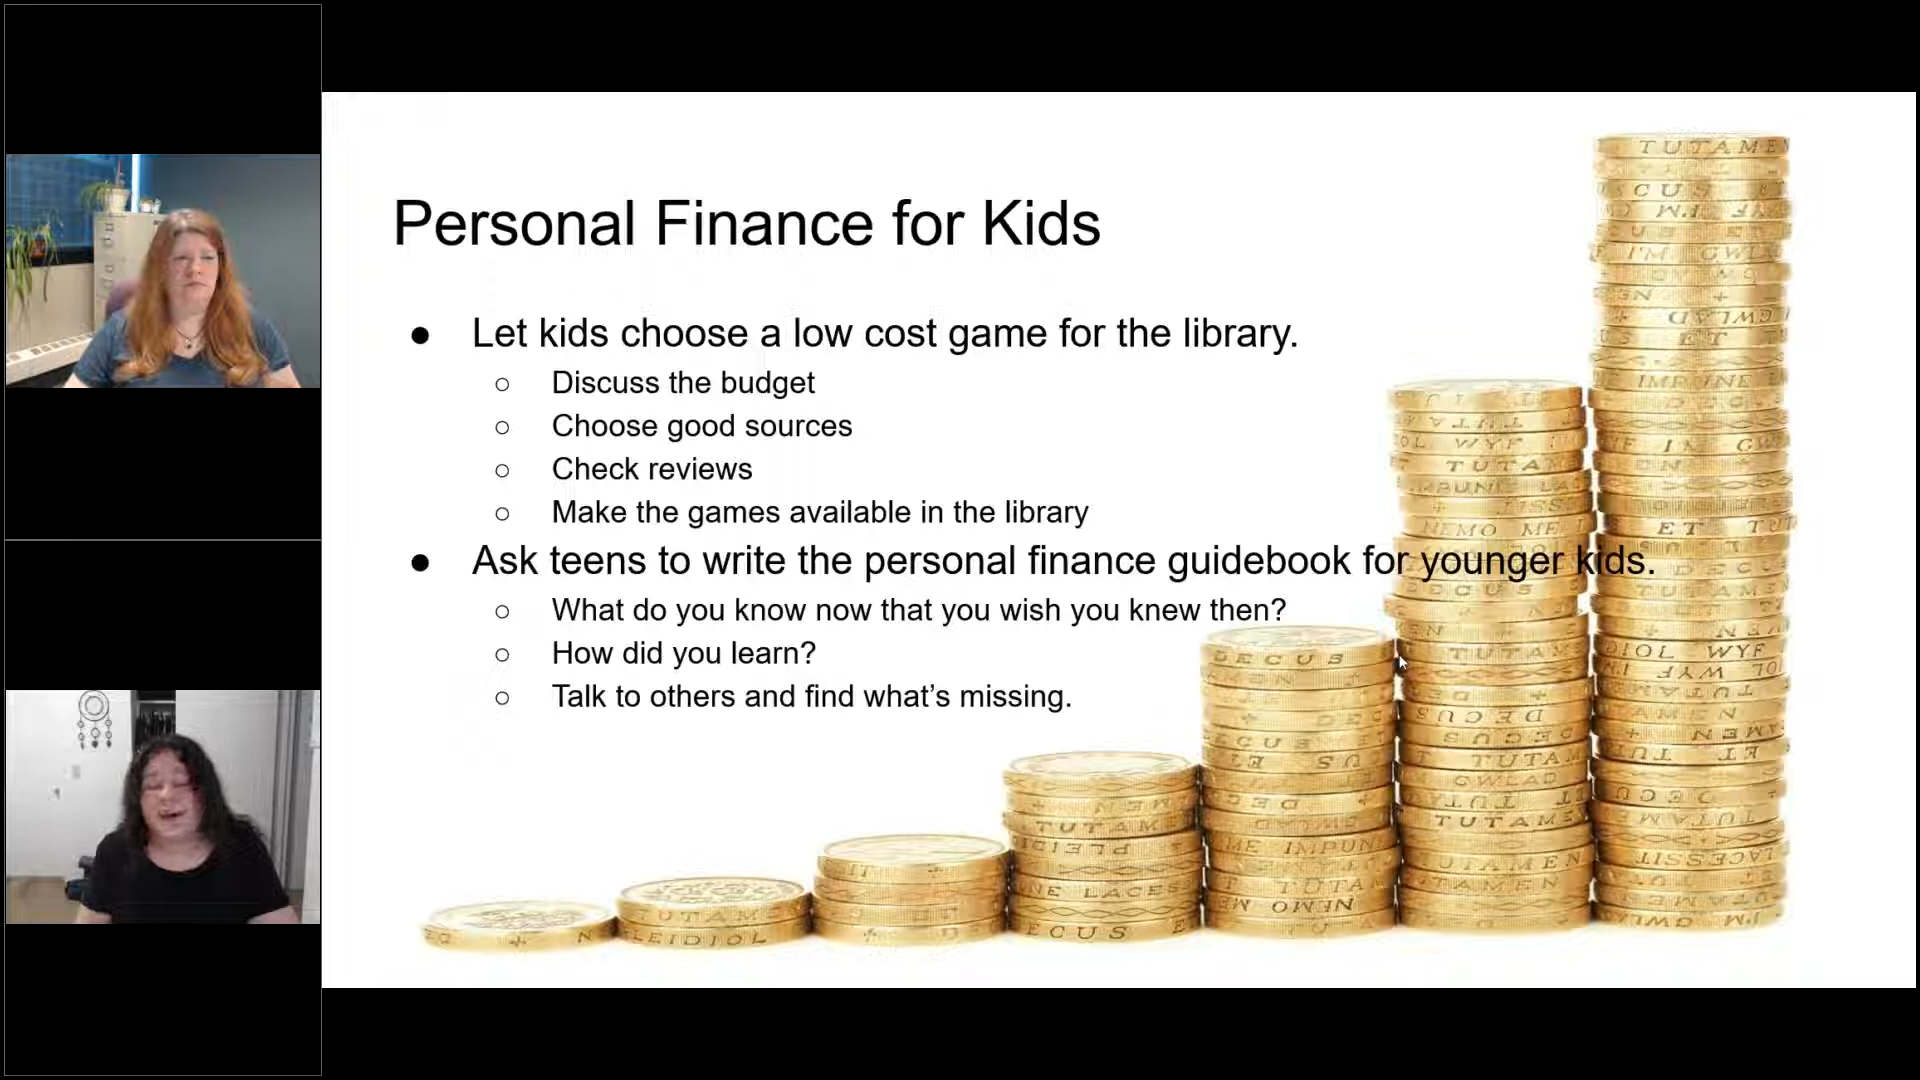 Personal Finance for Kids
● Let kids choose a low cost game for the library.
○ Discuss the budget
○ Choose good sources
○ Check reviews
○ Make the games available in the library
● Ask teens to write the personal finance guidebook for younger kids.
○ What do you know now that you wish you knew then?
○ How did you learn?
○ Talk to others and find what’s missing.